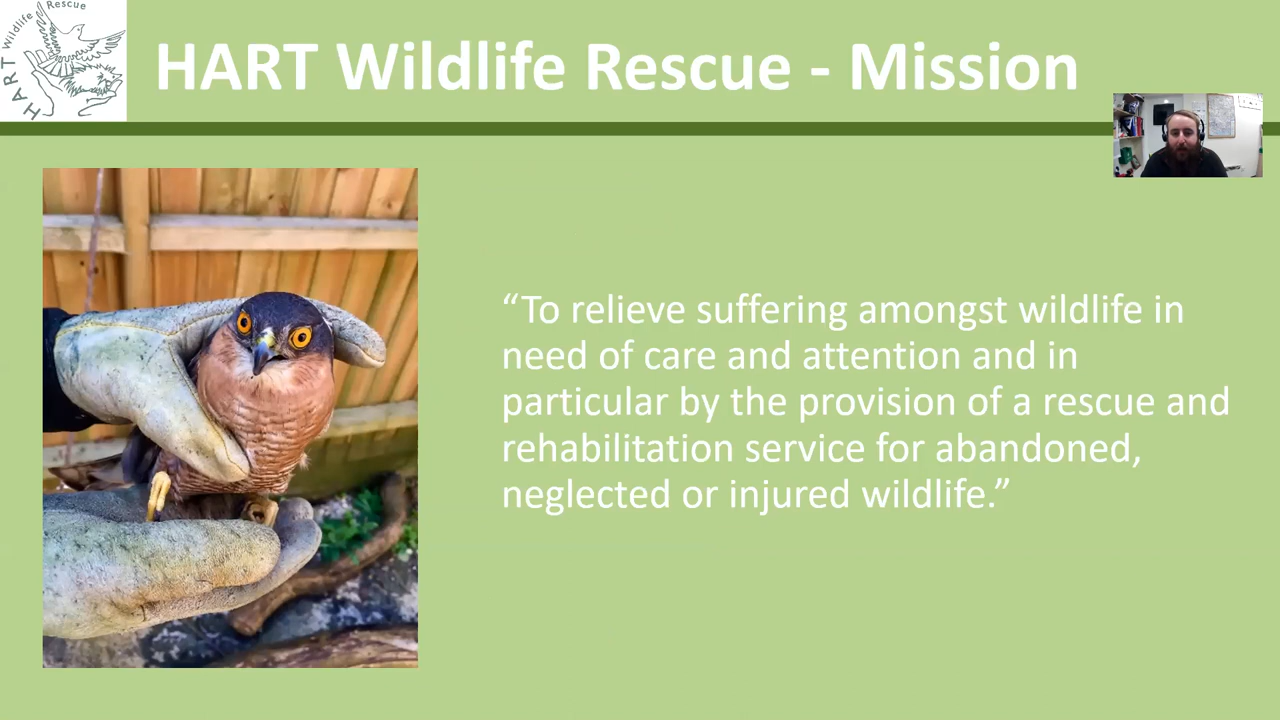 HART Wildlife Rescue
HART Wildlife Rescue - Mission
“To relieve suffering amongst wildlife in
need of care and attention and in
particular by the provision of a rescue and
rehabilitation service for abandoned,
neglected or injured wildlife.”